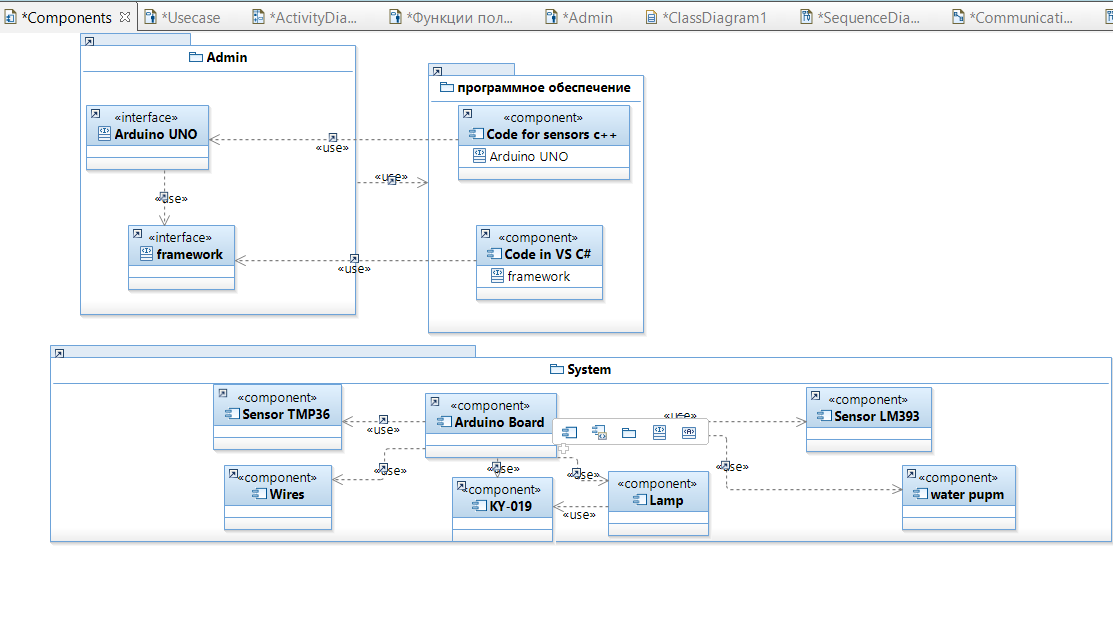 *Components
*Usecase
*ActivityDia...
*Функции пол...
*Admin
*ClassDiagram1
*SequenceDia...
*Communicati...
Admin
«interface»
Arduino UNO
«use»
«interface»
framework
«use»
«use»
«use»
программное обеспечение
«component»
Code for sensors c++
Arduino UNO
«component»
Code in VS C#
framework
System
«component»
Sensor TMP36
«use»
«component»
Arduino Board
«use»
«component»
Sensor LM393
«component»
Wires
«use»
«use»
«component»
KY-019
«use»
«use»
«component»
Lamp
«use»
«component»
water pupm